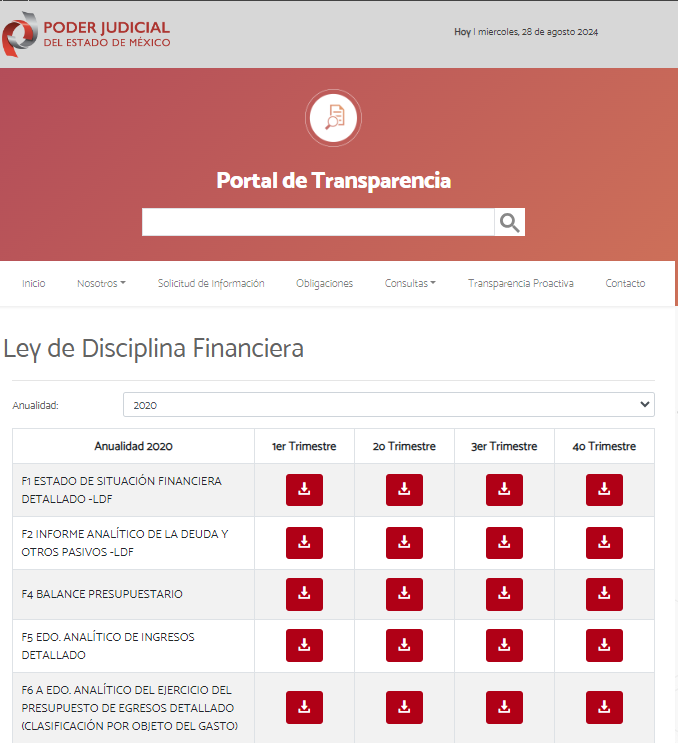 PODER JUDICIAL
DEL ESTADO DE MÉXICO
Hoy | miercoles, 28 de agosto 2024
Portal de Transparencia
Inicio Nosotros Solicitud de Información Obligaciones Consultas Transparencia Proactiva Contacto
Ley de Disciplina Financiera
Anualidad: 2020
Anualidad 2020 1er Trimestre 2o Trimestre 3er Trimestre 4o Trimestre
F1 ESTADO DE SITUACIÓN FINANCIERA
DETALLADO -LDF
F2 INFORME ANALÍTICO DE LA DEUDA Y
OTROS PASIVOS -LDF
F4 BALANCE PRESUPUESTARIO
F5 EDO. ANALÍTICO DE INGRESOS
DETALLADO
F6 A EDO. ANALÍTICO DEL EJERCICIO DEL
PRESUPUESTO DE EGRESOS DETALLADO
(CLASIFICACIÓN POR OBJETO DEL GASTO)